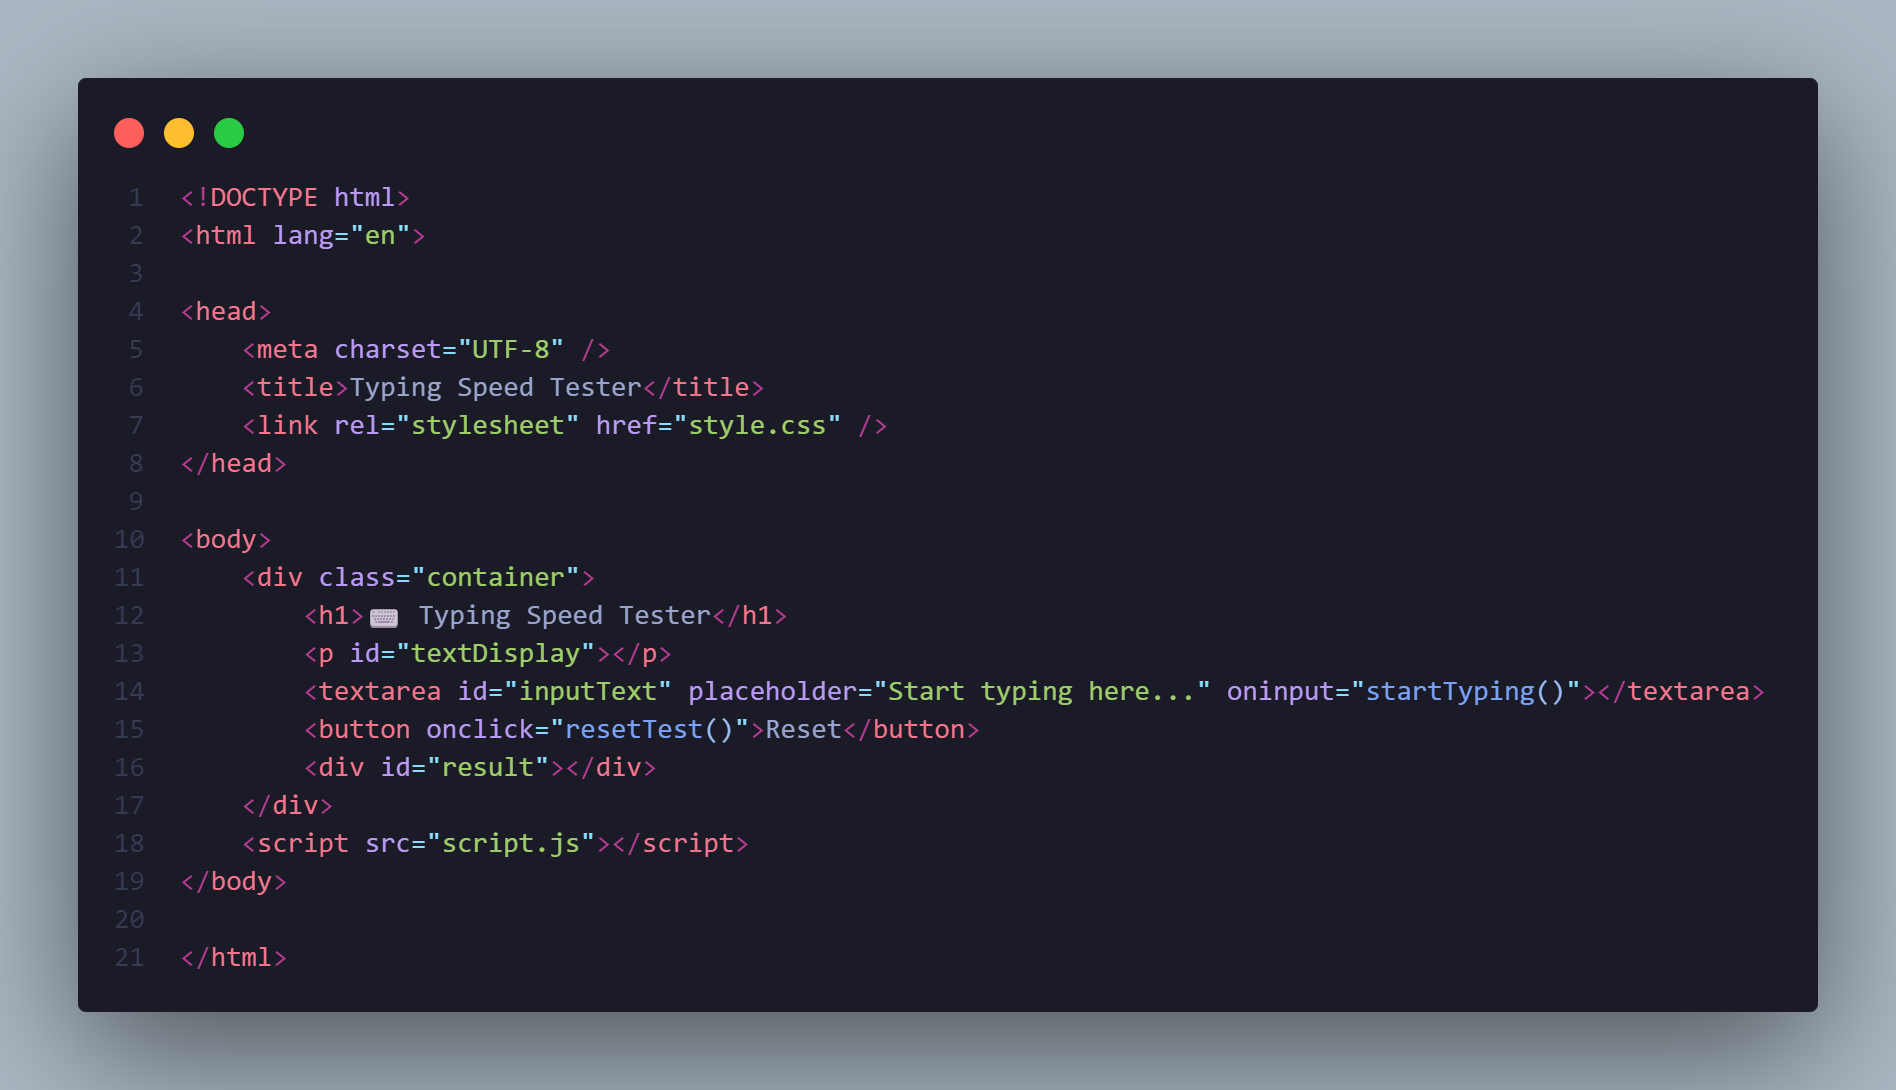 1 <!DOCTYPE html>
2 <html lang="en">
3
4 <head>
5     <meta charset="UTF-8" />
6     <title>Typing Speed Tester</title>
7     <link rel="stylesheet" href="style.css" />
8 </head>
9
10 <body>
11     <div class="container">
12         <h1>⌨️ Typing Speed Tester</h1>
13         <p id="textDisplay"></p>
14         <textarea id="inputText" placeholder="Start typing here..." oninput="startTyping()"></textarea>
15         <button onclick="resetTest()">Reset</button>
16         <div id="result"></div>
17     </div>
18     <script src="script.js"></script>
19 </body>
20
21 </html>